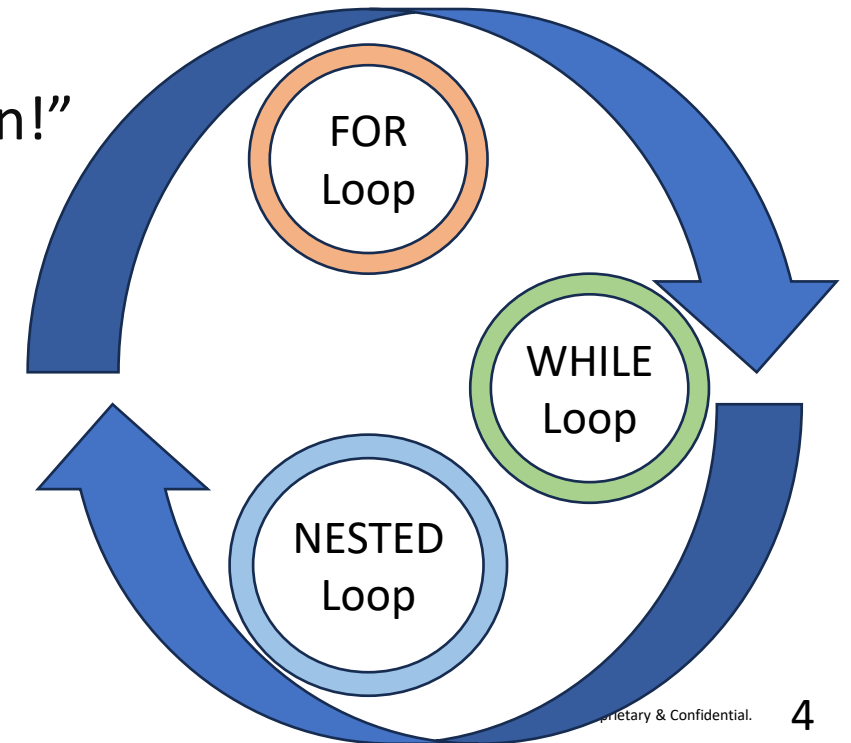 n!”
FOR
Loop
WHILE
Loop
NESTED
Loop
prietary & Confidential.
4